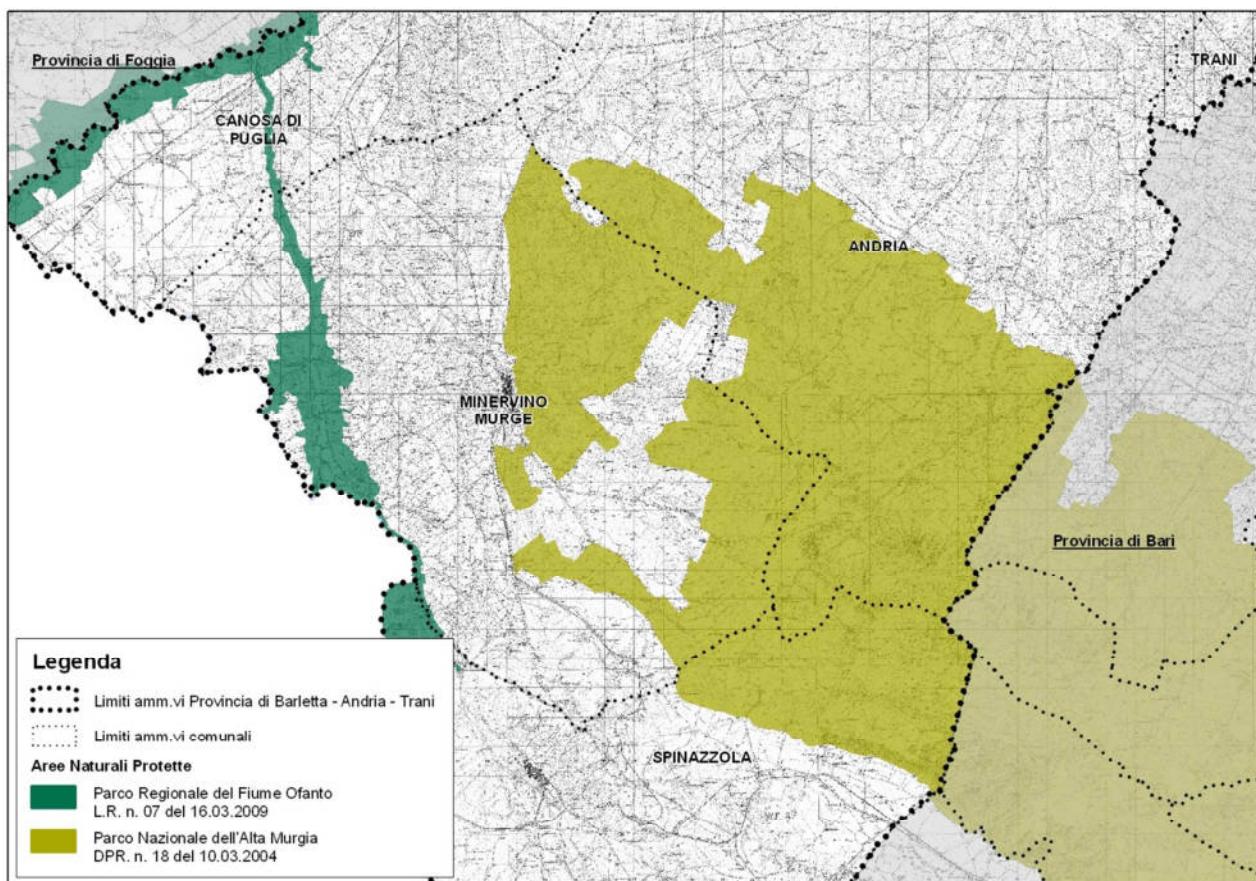 Provincia di Foggia
TRANI
CANOSA DI
PUGLIA
ANDRIA
MINERVINO
MURGE
Provincia di Bari
SPINAZZOLA
Legenda
Limiti amm.vi Provincia di Barletta - Andria - Trani
Limiti amm.vi comunali
Aree Naturali Protette
Parco Regionale del Fiume Ofanto
L.R. n. 07 del 16.03.2009
Parco Nazionale dell'Alta Murgia
DPR. n. 18 del 10.03.2004